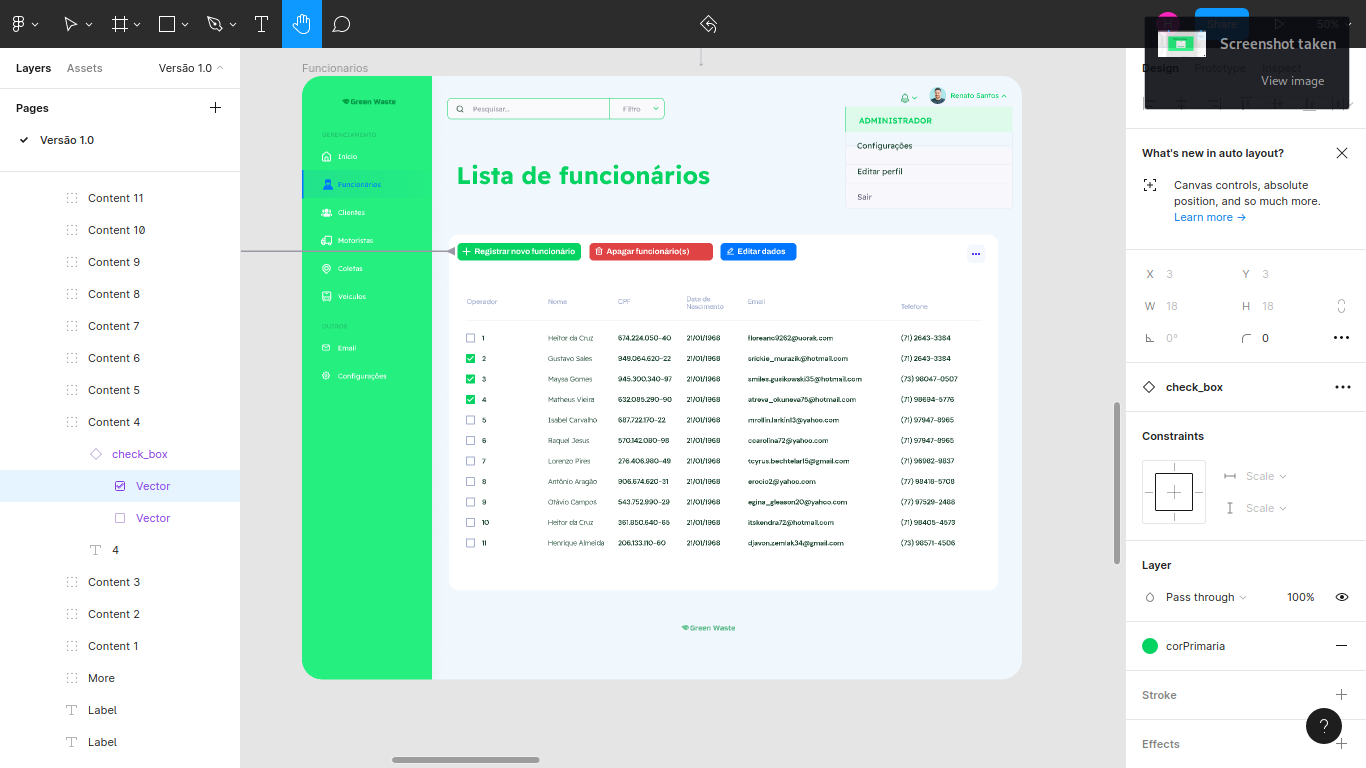 Share
50%
Screenshot taken
View image
Layers
Assets
Versão 1.0
Pages
Versão 1.0
Content 11
Content 10
Content 9
Content 8
Content 7
Content 6
Content 5
Content 4
check_box
Vector
Vector
4
Content 3
Content 2
Content 1
More
Label
Label
Funcionarios
Green Waste
GERENCIAMENTO
Início
Funcionários
Clientes
Motoristas
Coletas
Veículos
OUTROS
Email
Configurações
Pesquisar...
Filtro
Renato Santos
ADMINISTRADOR
Configurações
Editar perfil
Sair
Lista de funcionários
Registrar novo funcionário
Apagar funcionário(s)
Editar dados
Operador Nome CPF Data de Nascimento Email Telefone
1 Heitor da Cruz 674.224.050-40 21/01/1968 floreano9262@uorak.com (71) 2643-3384
2 Gustavo Sales 949.064.620-22 21/01/1968 srickie_murazik@hotmail.com (71) 2643-3384
3 Maysa Gomes 945.300.340-97 21/01/1968 smiles.gusikowski35@hotmail.com (73) 98047-0507
4 Matheus Vieira 632.085.290-90 21/01/1968 atreva_okuneva75@hotmail.com (71) 98694-5776
5 Isabel Carvalho 687.722.170-22 21/01/1968 mrollin.larkin13@yahoo.com (71) 97947-8965
6 Raquel Jesus 570.142.080-98 21/01/1968 ccarolina72@yahoo.com (71) 97947-8965
7 Lorenzo Pires 276.406.980-49 21/01/1968 tcyrus.bechtelar15@gmail.com (71) 96982-9837
8 Antônio Aragão 906.674.620-31 21/01/1968 erocio2@yahoo.com (77) 98418-5708
9 Otávio Campos 543.752.990-29 21/01/1968 egina_gleason20@yahoo.com (77) 97529-2488
10 Heitor da Cruz 361.850.640-65 21/01/1968 itskendra72@hotmail.com (71) 98405-4573
11 Henrique Almeida 206.133.110-60 21/01/1968 djavon.zemlak34@gmail.com (73) 98571-4506
Green Waste
Design
Prototype
Inspect
What's new in auto layout?
Canvas controls, absolute
position, and so much more.
Learn more →
X 3 Y 3
W 18 H 18
0° 0
check_box
Constraints
Scale
Scale
Layer
Pass through 100%
corPrimaria
Stroke
Effects
?